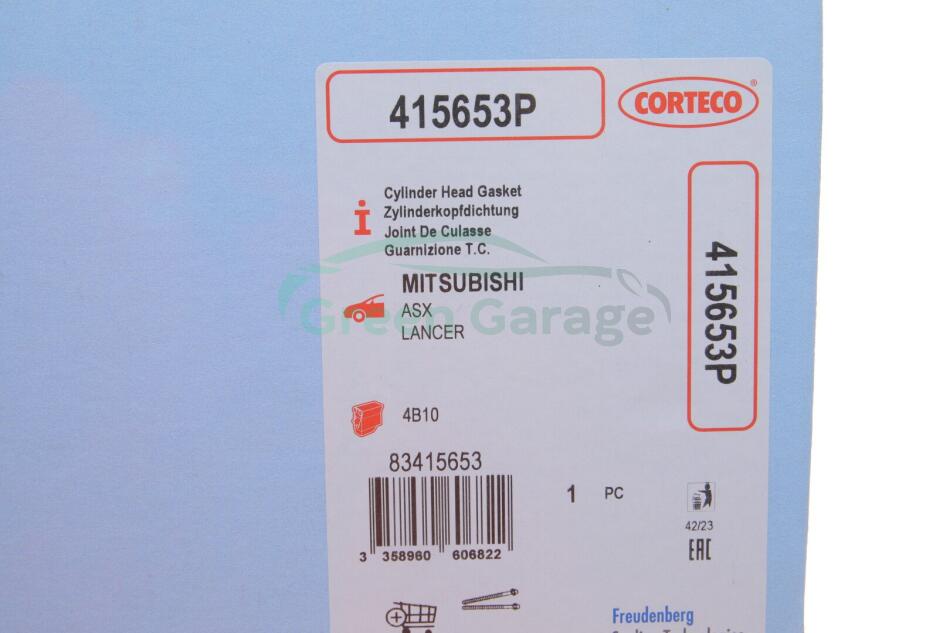 415653P
CORTECO®
415653P
Cylinder Head Gasket
Zylinderkopfdichtung
Joint De Culasse
Guarnizione T.C.
MITSUBISHI
ASX
LANCER
Green Garage
4B10
83415653
1 PC
3 358960 606822
42/23
EAC
Freudenberg